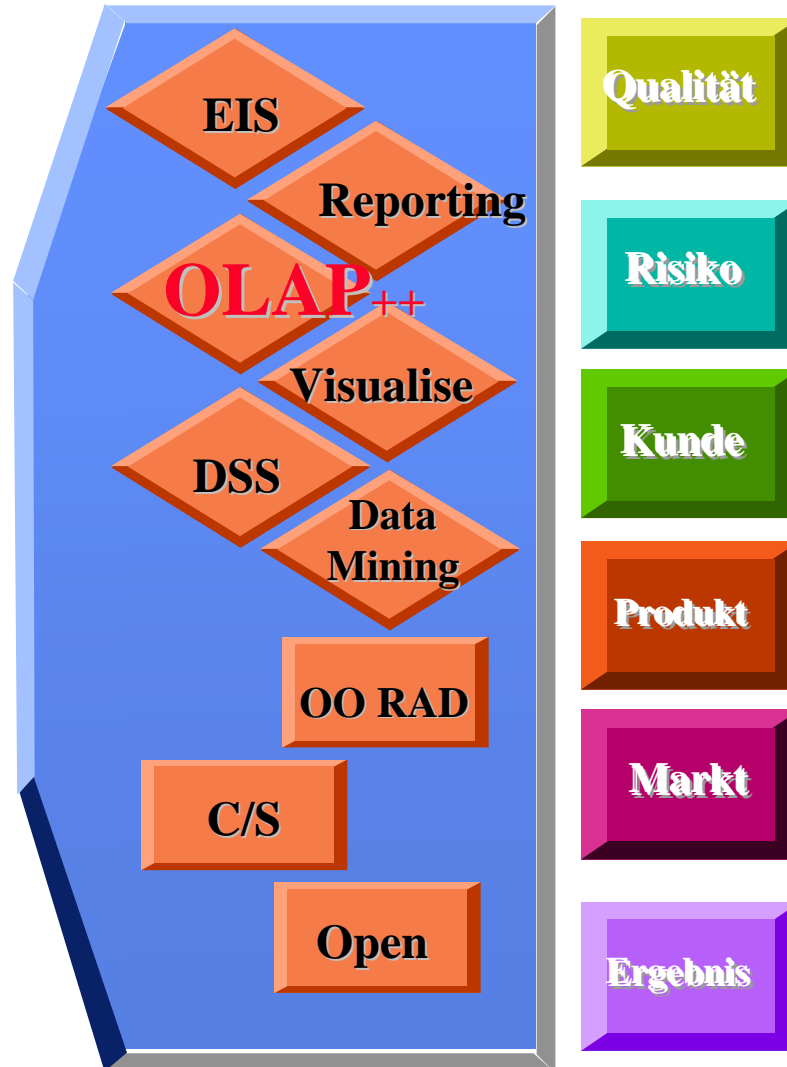 EIS
Reporting
OLAP++
Visualise
DSS
Data
Mining
OO RAD
C/S
Open
Qualität
Risiko
Kunde
Produkt
Markt
Ergebnis